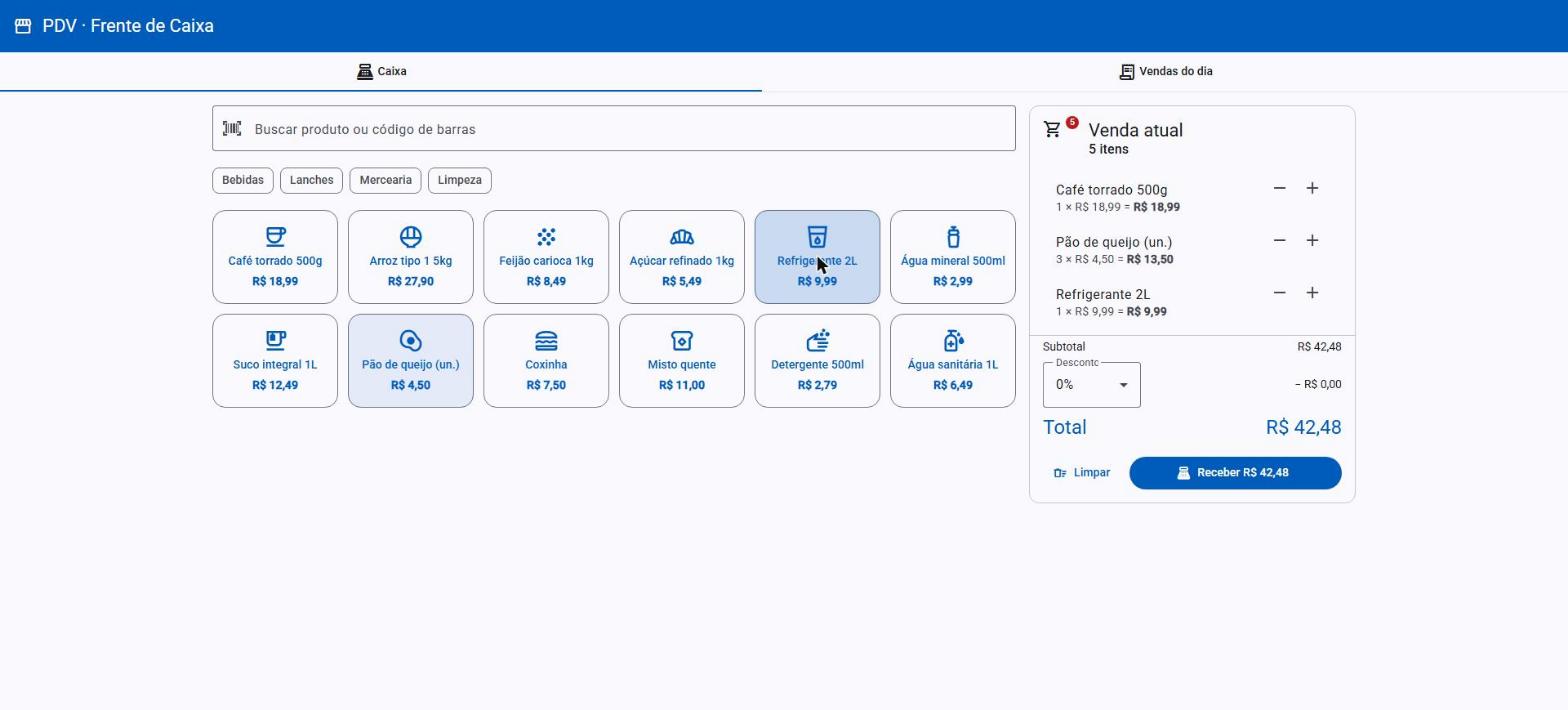 PDV · Frente de Caixa
Caixa
Vendas do dia
Buscar produto ou código de barras
Bebidas
Lanches
Mercearia
Limpeza
Café torrado 500g
R$ 18,99
Arroz tipo 1 5kg
R$ 27,90
Feijão carioca 1kg
R$ 8,49
Açúcar refinado 1kg
R$ 5,49
Refrigerante 2L
R$ 9,99
Água mineral 500ml
R$ 2,99
Suco integral 1L
R$ 12,49
Pão de queijo (un.)
R$ 4,50
Coxinha
R$ 7,50
Misto quente
R$ 11,00
Detergente 500ml
R$ 2,79
Água sanitária 1L
R$ 6,49
5
Venda atual
5 itens
Café torrado 500g
1 × R$ 18,99 = R$ 18,99
Pão de queijo (un.)
3 × R$ 4,50 = R$ 13,50
Refrigerante 2L
1 × R$ 9,99 = R$ 9,99
Subtotal R$ 42,48
Desconto
0% − R$ 0,00
Total R$ 42,48
Limpar
Receber R$ 42,48